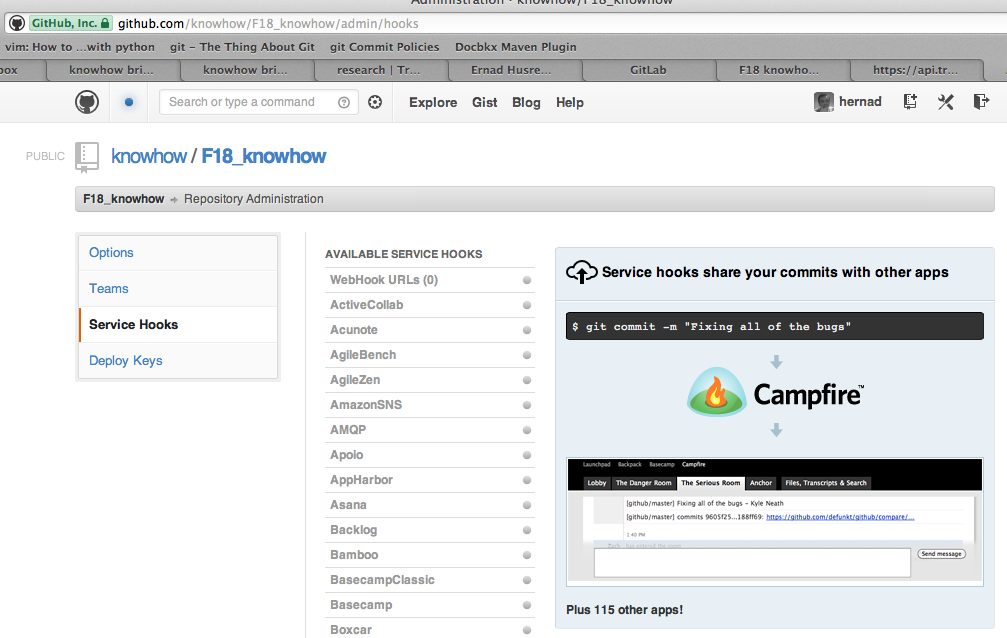 Administration · knowhow/F18_knowhow
GitHub, Inc. github.com/knowhow/F18_knowhow/admin/hooks
vim: How to ...with python git – The Thing About Git git Commit Policies Docbkx Maven Plugin
box knowhow bri... knowhow bri... research | Tr... Ernad Husre... GitLab F18 knowho... https://api.tr...
Search or type a command Explore Gist Blog Help hernad
PUBLIC knowhow / F18_knowhow
F18_knowhow → Repository Administration
Options
Teams
Service Hooks
Deploy Keys
AVAILABLE SERVICE HOOKS
WebHook URLs (0)
ActiveCollab
Acunote
AgileBench
AgileZen
AmazonSNS
AMQP
Apoio
AppHarbor
Asana
Backlog
Bamboo
BasecampClassic
Basecamp
Boxcar
Service hooks share your commits with other apps
$ git commit -m "Fixing all of the bugs"
Campfire™
Launchpad Backpack Basecamp Campfire
Lobby The Danger Room The Serious Room Anchor Files, Transcripts & Search
[github/master] Fixing all of the bugs - Kyle Neath
[github/master] commits 9605f25...188ff69: https://github.com/defunkt/github/compare/...
1:40 PM
Zach has entered the room
Send message
Plus 115 other apps!